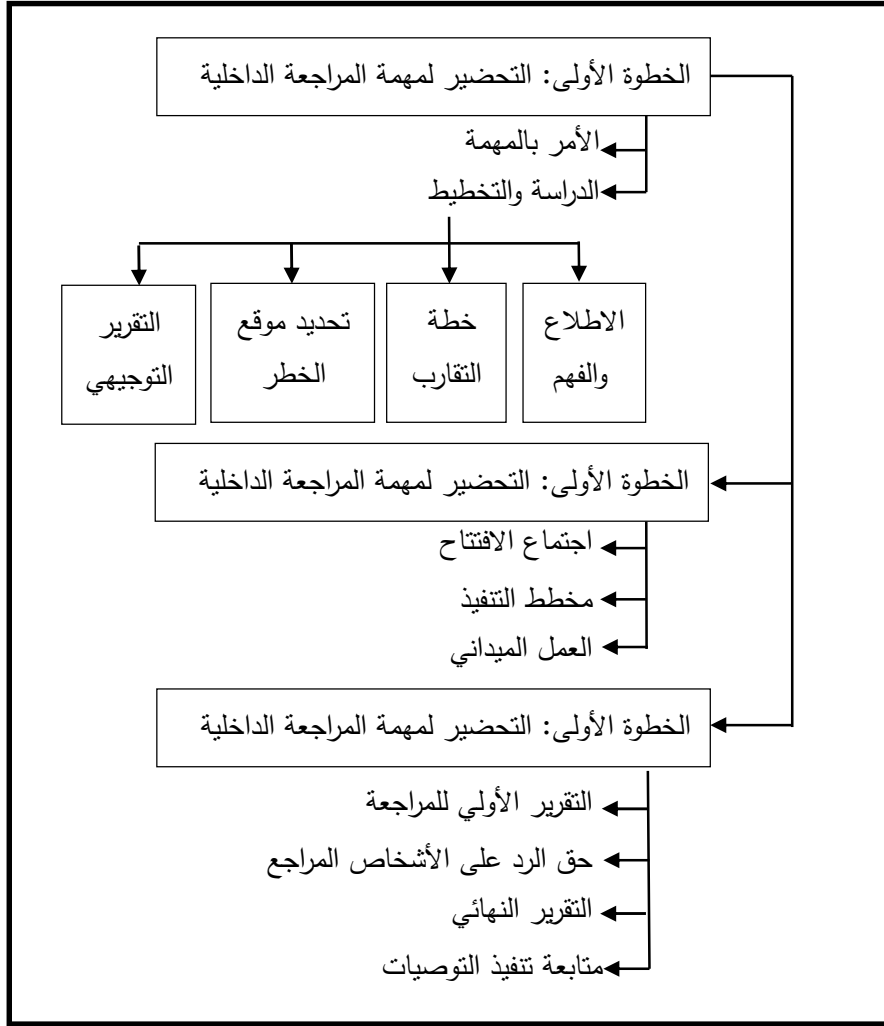 الخطوة الأولى: التحضير لمهمة المراجعة الداخلية
الأمر بالمهمة
الدراسة والتخطيط
الاطلاع
والفهم
خطة
التقارب
تحديد موقع
الخطر
التقرير
التوجيهي
الخطوة الأولى: التحضير لمهمة المراجعة الداخلية
اجتماع الافتتاح
مخطط التنفيذ
العمل الميداني
الخطوة الأولى: التحضير لمهمة المراجعة الداخلية
التقرير الأولي للمراجعة
حق الرد على الأشخاص المراجع
التقرير النهائي
متابعة تنفيذ التوصيات